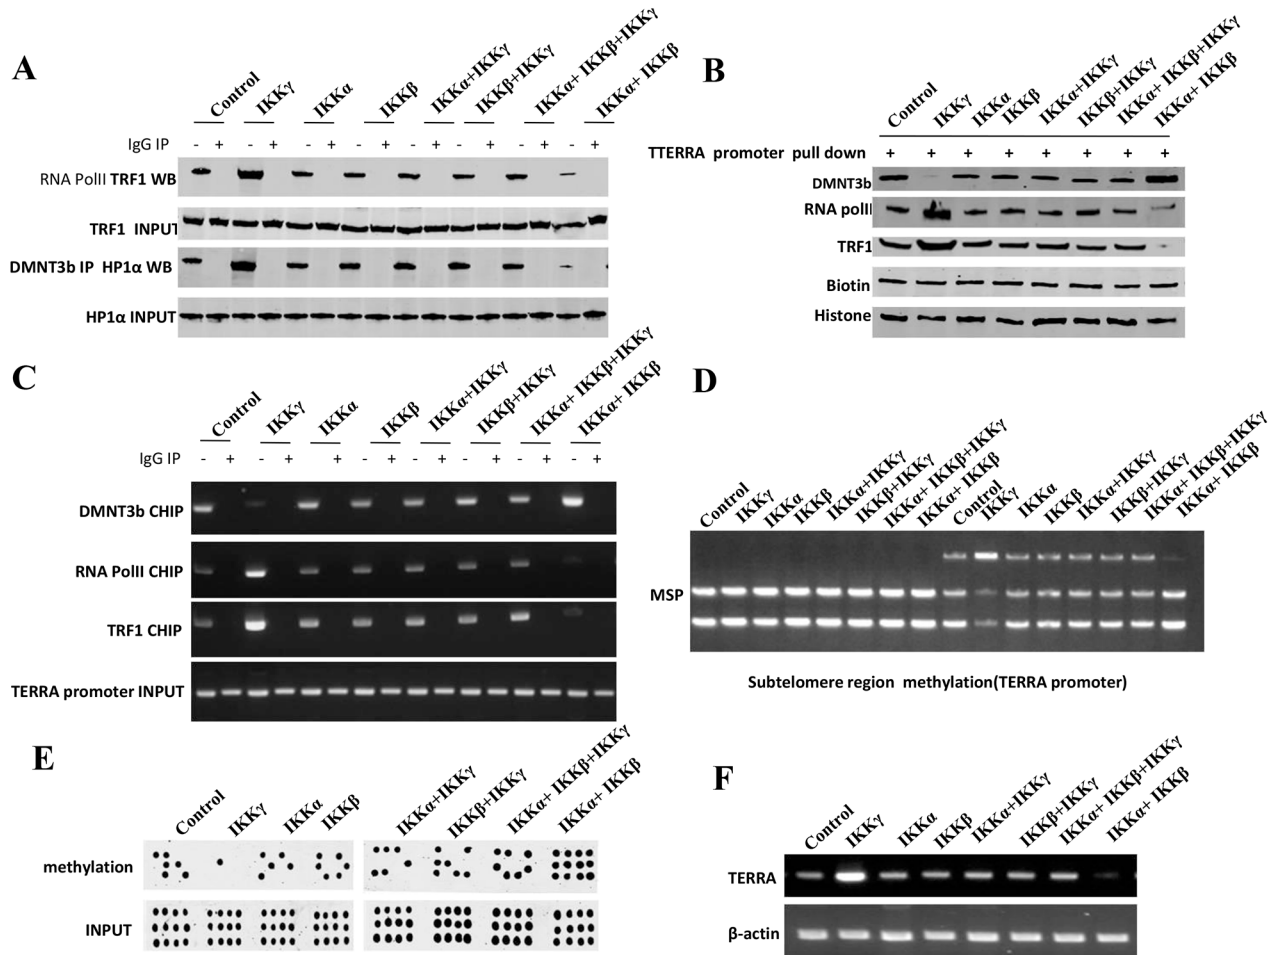 A
Control
IKKγ
IKKα
IKKβ
IKKα+IKKγ
IKKβ+IKKγ
IKKα+ IKKβ+IKKγ
IKKα+ IKKβ
IgG IP - + - + - + - + - + - + - + - +
RNA PolII TRF1 WB
TRF1 INPUT
DMNT3b IP HP1α WB
HP1α INPUT
B
Control
IKKγ
IKKα
IKKβ
IKKα+IKKγ
IKKβ+IKKγ
IKKα+ IKKβ+IKKγ
IKKα+ IKKβ
TTERRA promoter pull down + + + + + + + +
DMNT3b
RNA polII
TRF1
Biotin
Histone
C
Control
IKKγ
IKKα
IKKβ
IKKα+IKKγ
IKKβ+IKKγ
IKKα+ IKKβ+IKKγ
IKKα+ IKKβ
IgG IP - + - + - + - + - + - + - + - +
DMNT3b CHIP
RNA PolII CHIP
TRF1 CHIP
TERRA promoter INPUT
D
Control
IKKγ
IKKα
IKKβ
IKKα+IKKγ
IKKβ+IKKγ
IKKα+ IKKβ+IKKγ
IKKα+ IKKβ
Control
IKKγ
IKKα
IKKβ
IKKα+IKKγ
IKKβ+IKKγ
IKKα+ IKKβ+IKKγ
IKKα+ IKKβ
MSP
Subtelomere region methylation(TERRA promoter)
E
Control
IKKγ
IKKα
IKKβ
IKKα+IKKγ
IKKβ+IKKγ
IKKα+ IKKβ+IKKγ
IKKα+ IKKβ
methylation
INPUT
F
Control
IKKγ
IKKα
IKKβ
IKKα+IKKγ
IKKβ+IKKγ
IKKα+ IKKβ+IKKγ
IKKα+ IKKβ
TERRA
β-actin